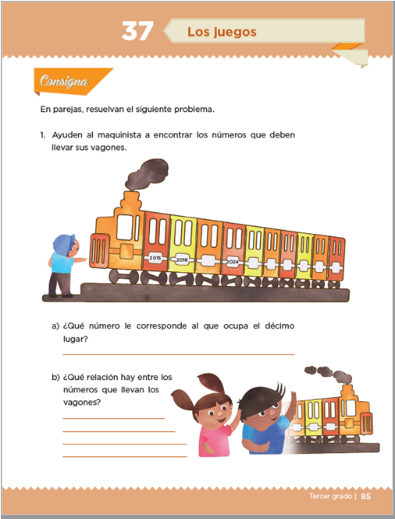 37
Los juegos
Consigna
En parejas, resuelvan el siguiente problema.
1. Ayuden al maquinista a encontrar los números que deben
llevar sus vagones.
2015 2018 2024
a) ¿Qué número le corresponde al que ocupa el décimo
lugar?
b) ¿Qué relación hay entre los
números que llevan los
vagones?
Tercer grado | 85